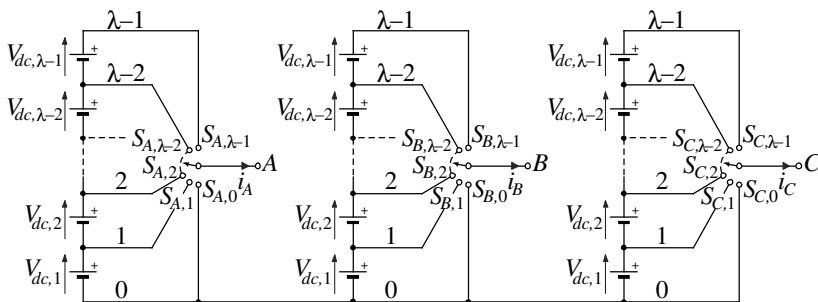 λ−1 λ−1 λ−1
V_{dc,λ−1} + V_{dc,λ−1} + V_{dc,λ−1} +
λ−2 λ−2 λ−2
V_{dc,λ−2} + V_{dc,λ−2} + V_{dc,λ−2} +
S_{A,λ−2} S_{A,λ−1} S_{B,λ−2} S_{B,λ−1} S_{C,λ−2} S_{C,λ−1}
S_{A,2} A S_{B,2} B S_{C,2} C
2 S_{A,1} S_{A,0} i_A 2 S_{B,1} S_{B,0} i_B 2 S_{C,1} S_{C,0} i_C
V_{dc,2} + V_{dc,2} + V_{dc,2} +
1 1 1
V_{dc,1} + V_{dc,1} + V_{dc,1} +
0 0 0